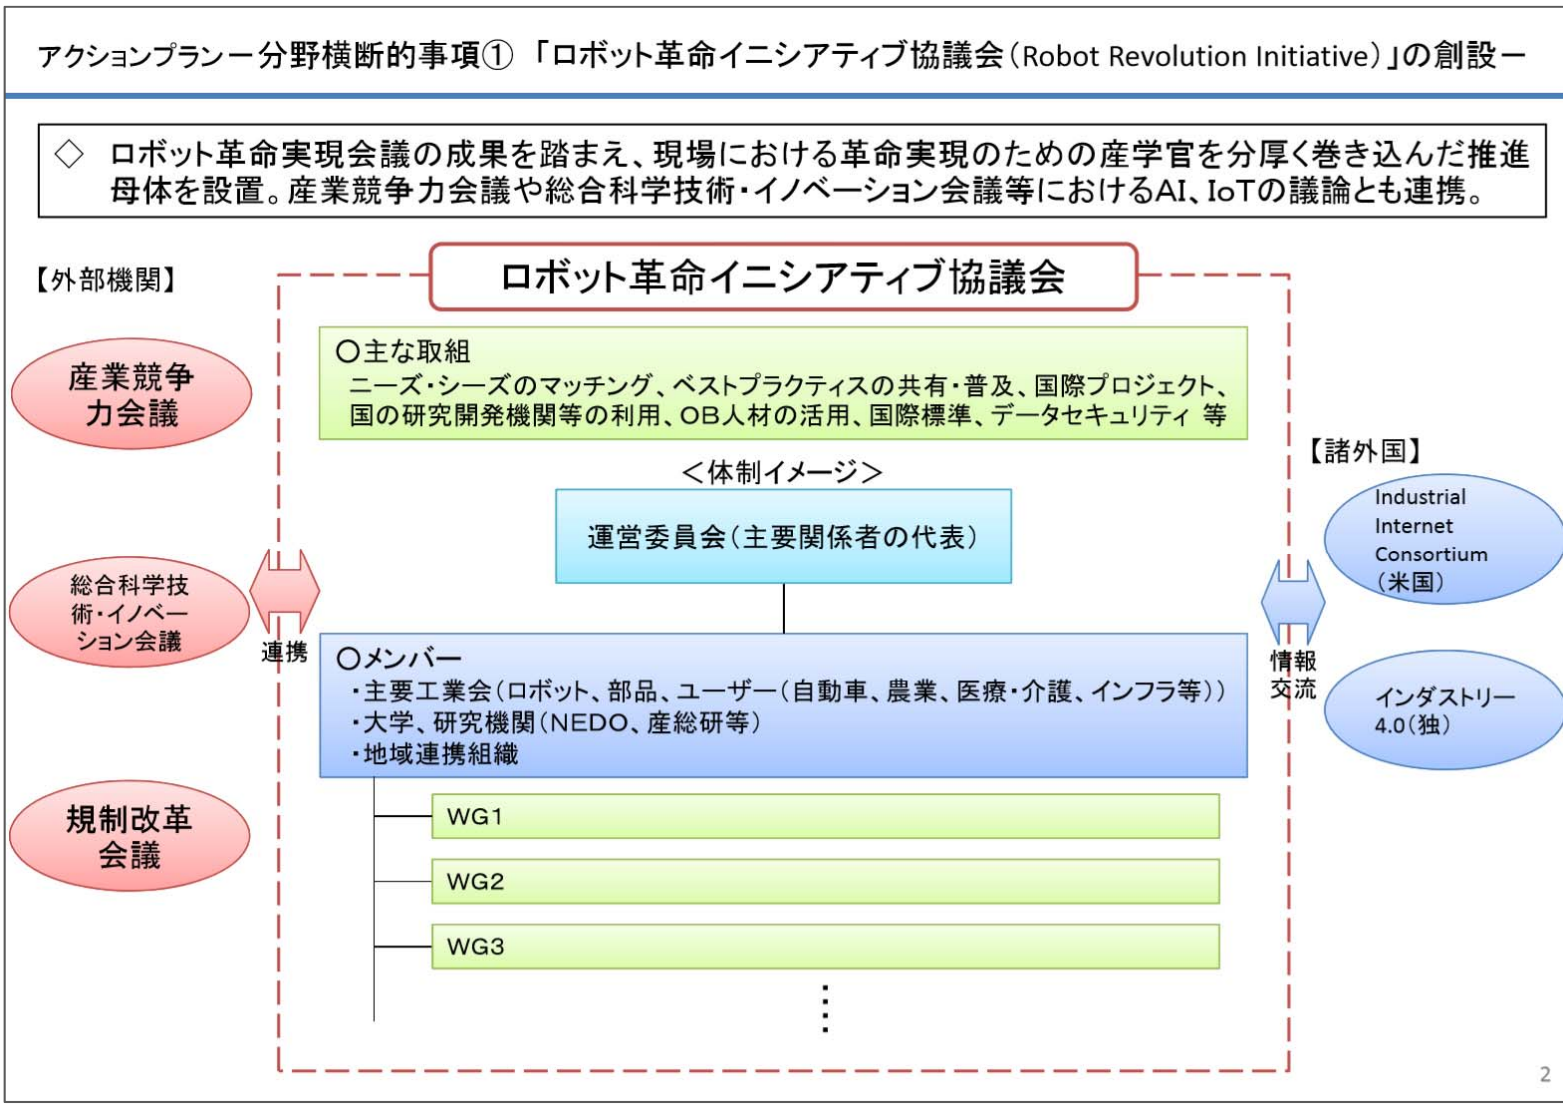 アクションプラン－分野横断的事項① 「ロボット革命イニシアティブ協議会（Robot Revolution Initiative）」の創設－
◇ ロボット革命実現会議の成果を踏まえ、現場における革命実現のための産学官を分厚く巻き込んだ推進
母体を設置。産業競争力会議や総合科学技術・イノベーション会議等におけるAI、IoTの議論とも連携。
【外部機関】
ロボット革命イニシアティブ協議会
産業競争
力会議
総合科学技
術・イノベー
ション会議
規制改革
会議
連携
○主な取組
ニーズ・シーズのマッチング、ベストプラクティスの共有・普及、国際プロジェクト、
国の研究開発機関等の利用、OB人材の活用、国際標準、データセキュリティ 等
＜体制イメージ＞
運営委員会（主要関係者の代表）
○メンバー
・主要工業会（ロボット、部品、ユーザー（自動車、農業、医療・介護、インフラ等））
・大学、研究機関（NEDO、産総研等）
・地域連携組織
WG1
WG2
WG3
⋮
【諸外国】
Industrial
Internet
Consortium
（米国）
情報
交流
インダストリー
4.0（独）
2